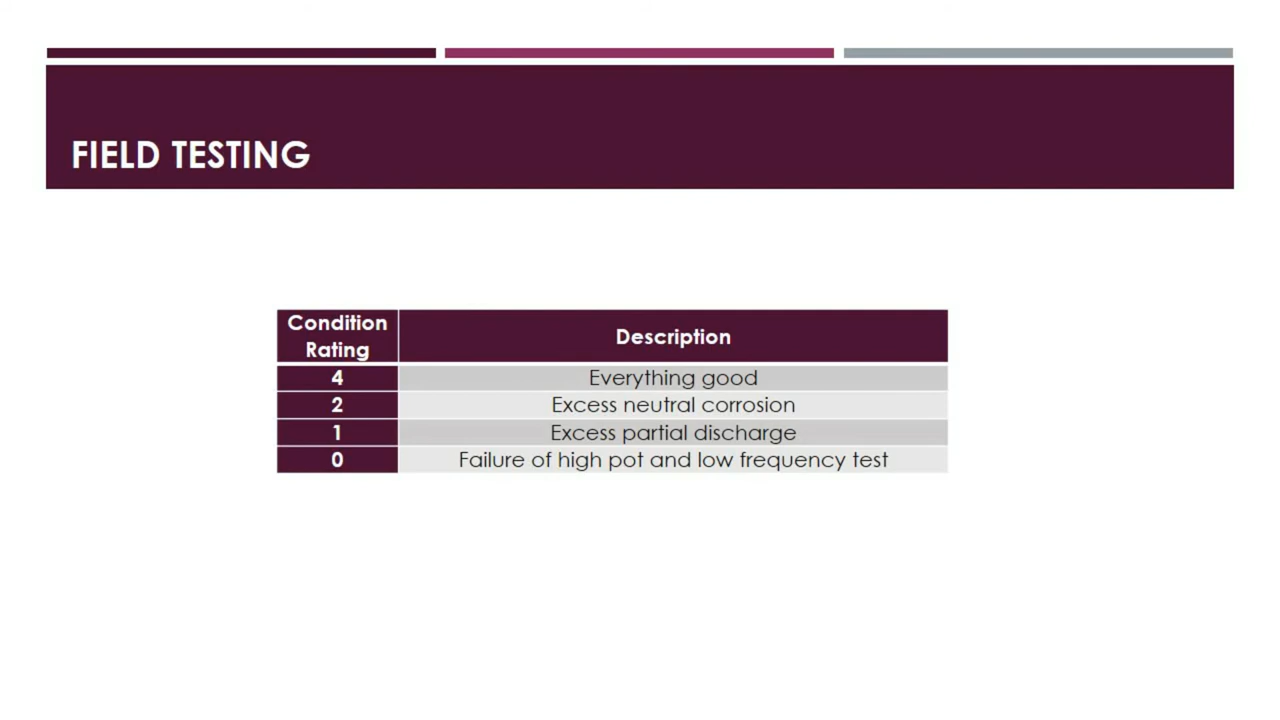 FIELD TESTING
Condition Rating Description
4 Everything good
2 Excess neutral corrosion
1 Excess partial discharge
0 Failure of high pot and low frequency test